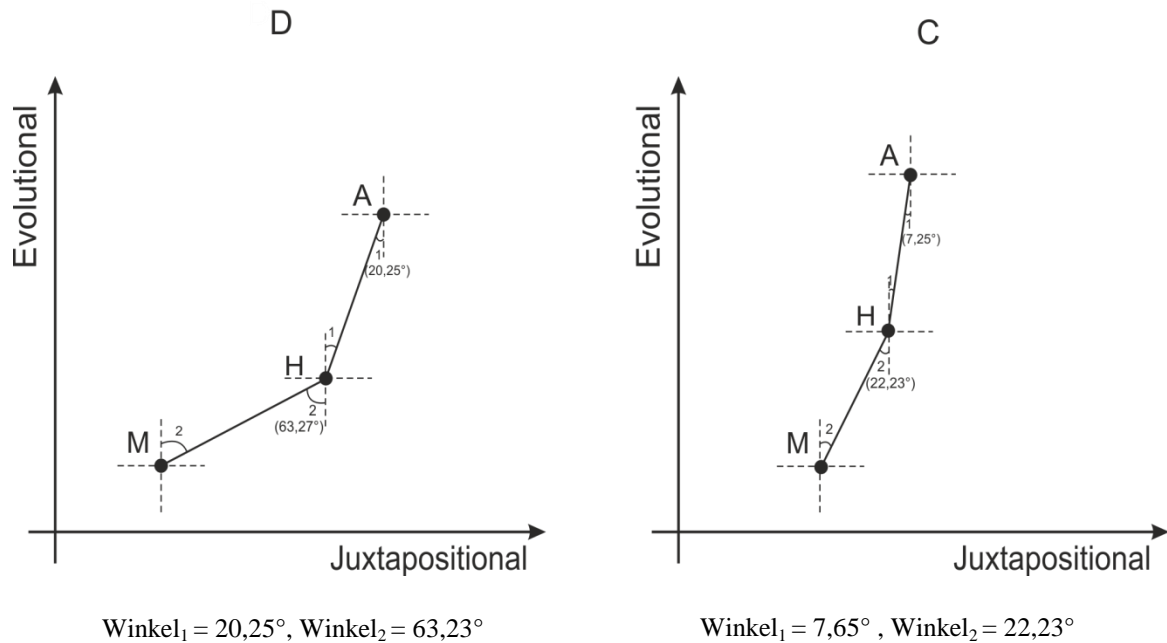 D
Evolutional
A
1
(20,25°)
1
H
2
(63,27°)
M
2
Juxtapositional
Winkel₁ = 20,25°, Winkel₂ = 63,23°
C
Evolutional
A
1
(7,25°)
1
H
2
(22,23°)
M
2
Juxtapositional
Winkel₁ = 7,65° , Winkel₂ = 22,23°